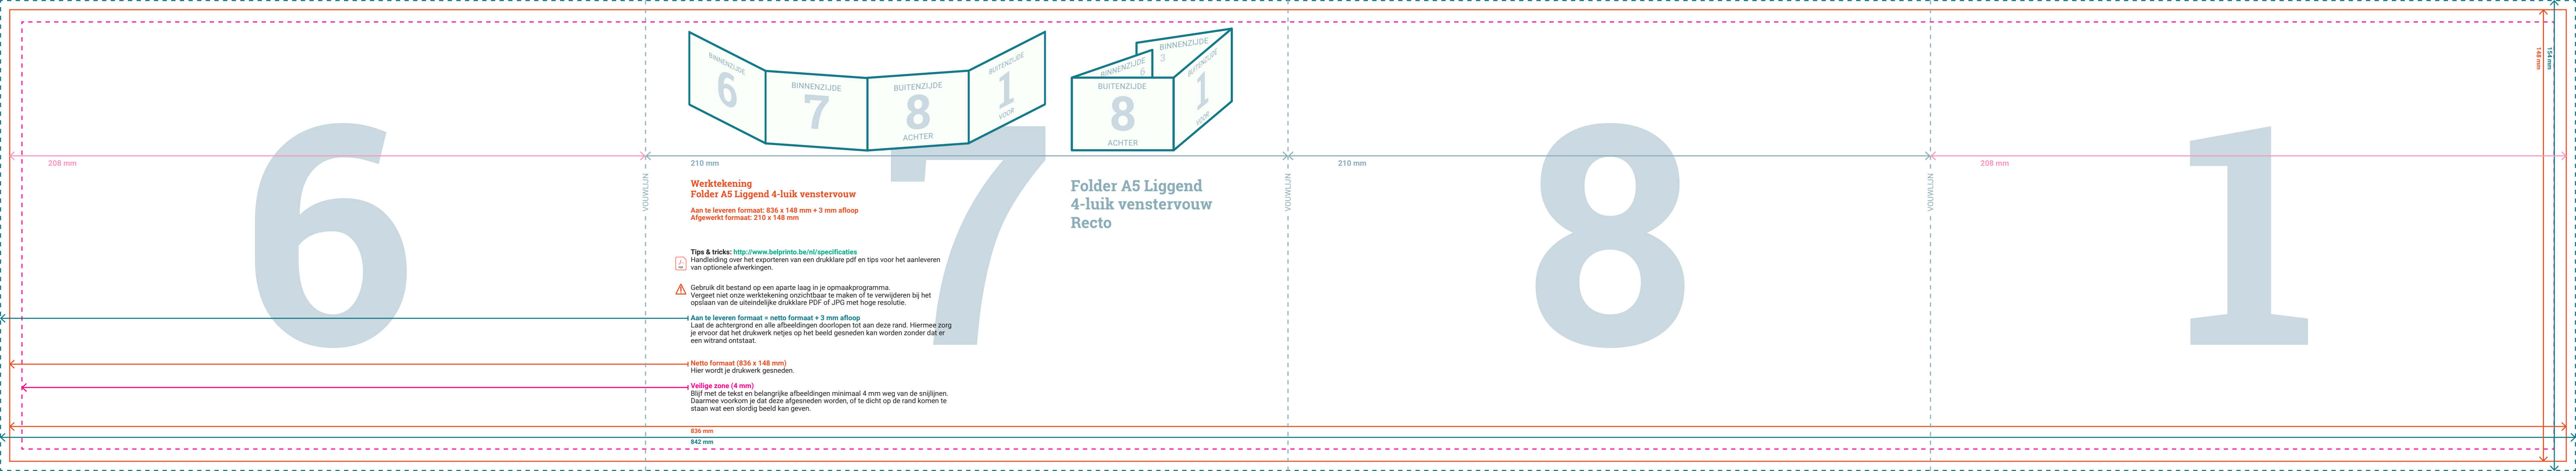 6
208 mm
VOUWLIJN
BINNENZIJDE
6
BINNENZIJDE
7
BUITENZIJDE
8
ACHTER
BUITENZIJDE
1
VOOR
BINNENZIJDE
3
BINNENZIJDE
6
BUITENZIJDE
8
ACHTER
BUITENZIJDE
1
VOOR
7
210 mm
Werktekening
Folder A5 Liggend 4-luik venstervouw
Aan te leveren formaat: 836 x 148 mm + 3 mm afloop
Afgewerkt formaat: 210 x 148 mm
Folder A5 Liggend
4-luik venstervouw
Recto
Tips & tricks: http://www.belprinto.be/nl/specificaties
Handleiding over het exporteren van een drukklare pdf en tips voor het aanleveren
van optionele afwerkingen.
Gebruik dit bestand op een aparte laag in je opmaakprogramma.
Vergeet niet onze werktekening onzichtbaar te maken of te verwijderen bij het
opslaan van de uiteindelijke drukklare PDF of JPG met hoge resolutie.
Aan te leveren formaat = netto formaat + 3 mm afloop
Laat de achtergrond en alle afbeeldingen doorlopen tot aan deze rand. Hiermee zorg
je ervoor dat het drukwerk netjes op het beeld gesneden kan worden zonder dat er
een witrand ontstaat.
Netto formaat (836 x 148 mm)
Hier wordt je drukwerk gesneden.
Veilige zone (4 mm)
Blijf met de tekst en belangrijke afbeeldingen minimaal 4 mm weg van de snijlijnen.
Daarmee voorkom je dat deze afgesneden worden, of te dicht op de rand komen te
staan wat een slordig beeld kan geven.
836 mm
842 mm
VOUWLIJN
210 mm
8
VOUWLIJN
208 mm
1
148 mm
154 mm